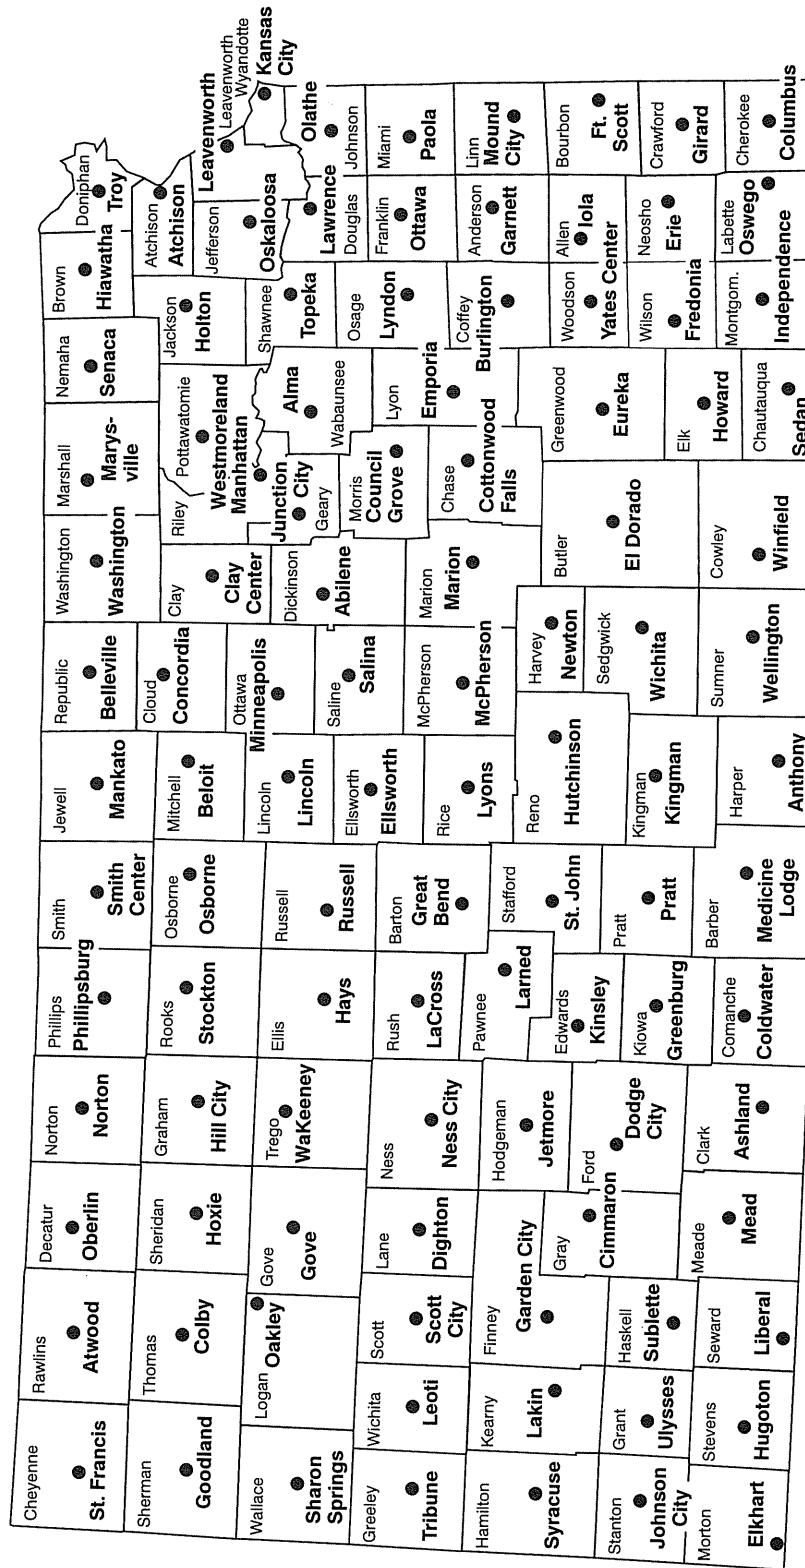 Cheyenne
St. Francis
Rawlins
Atwood
Decatur
Oberlin
Norton
Norton
Phillips
Phillipsburg
Smith
Smith
Center
Jewell
Mankato
Republic
Belleville
Washington
Washington
Marshall
Marys-
ville
Nemaha
Senaca
Brown
Hiawatha
Doniphan
Troy
Sherman
Goodland
Thomas
Colby
Sheridan
Hoxie
Graham
Hill City
Rooks
Stockton
Osborne
Osborne
Mitchell
Beloit
Cloud
Concordia
Clay
Clay
Center
Riley
Manhattan
Pottawatomie
Westmoreland
Jackson
Holton
Atchison
Atchison
Jefferson
Oskaloosa
Leavenworth
Leavenworth
Wyandotte
Kansas
City
Wallace
Sharon
Springs
Logan
Oakley
Gove
Gove
Trego
WaKeeney
Ellis
Hays
Russell
Russell
Lincoln
Lincoln
Ottawa
Minneapolis
Saline
Salina
Dickinson
Abilene
Junction
City
Geary
Alma
Wabaunsee
Shawnee
Topeka
Lawrence
Douglas
Olathe
Johnson
Greeley
Tribune
Wichita
Leoti
Scott
Scott
City
Lane
Dighton
Ness
Ness City
Rush
LaCross
Barton
Great
Bend
Ellsworth
Ellsworth
Rice
Lyons
McPherson
McPherson
Marion
Marion
Morris
Council
Grove
Chase
Cottonwood
Falls
Lyon
Emporia
Osage
Lyndon
Coffey
Burlington
Franklin
Ottawa
Miami
Paola
Anderson
Garnett
Linn
Mound
City
Hamilton
Syracuse
Kearny
Lakin
Finney
Garden City
Gray
Cimmaron
Hodgeman
Jetmore
Ford
Dodge
City
Pawnee
Larned
Edwards
Kinsley
Stafford
St. John
Reno
Hutchinson
Harvey
Newton
Sedgwick
Wichita
Butler
El Dorado
Greenwood
Eureka
Woodson
Yates Center
Allen
Iola
Bourbon
Ft.
Scott
Stanton
Johnson
City
Grant
Ulysses
Haskell
Sublette
Kiowa
Greenburg
Pratt
Pratt
Kingman
Kingman
Elk
Howard
Wilson
Fredonia
Neosho
Erie
Crawford
Girard
Morton
Elkhart
Stevens
Hugoton
Seward
Liberal
Meade
Mead
Clark
Ashland
Comanche
Coldwater
Barber
Medicine
Lodge
Harper
Anthony
Sumner
Wellington
Cowley
Winfield
Chautauqua
Sedan
Montgom.
Independence
Labette
Oswego
Cherokee
Columbus